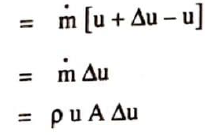 = ṁ [u + Δu – u]
= ṁ Δu
= ρ u A Δu